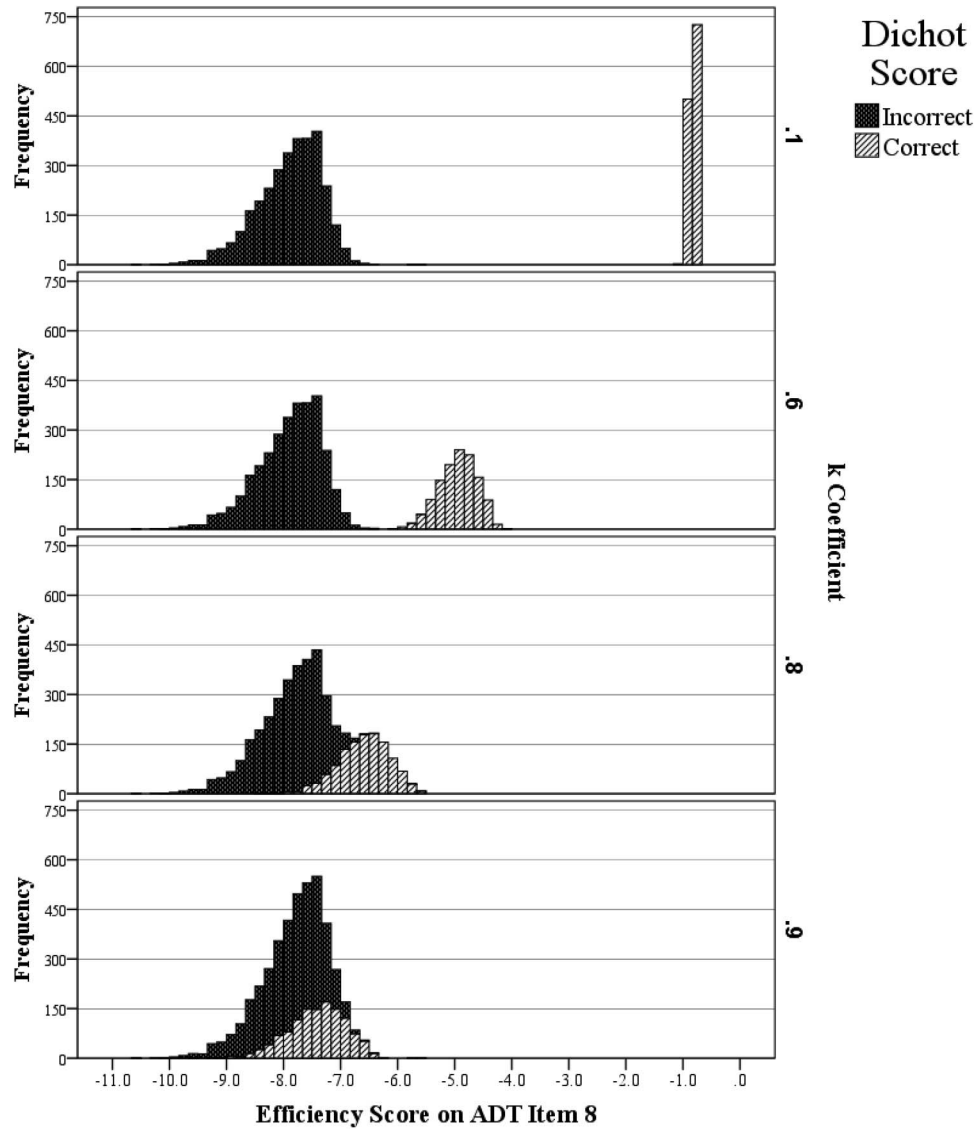 Dichot
Score
Incorrect
Correct
Frequency
750
600
450
300
150
0
.1
Frequency
750
600
450
300
150
0
.6
Frequency
750
600
450
300
150
0
.8
Frequency
750
600
450
300
150
0
.9
k Coefficient
-11.0 -10.0 -9.0 -8.0 -7.0 -6.0 -5.0 -4.0 -3.0 -2.0 -1.0 .0
Efficiency Score on ADT Item 8